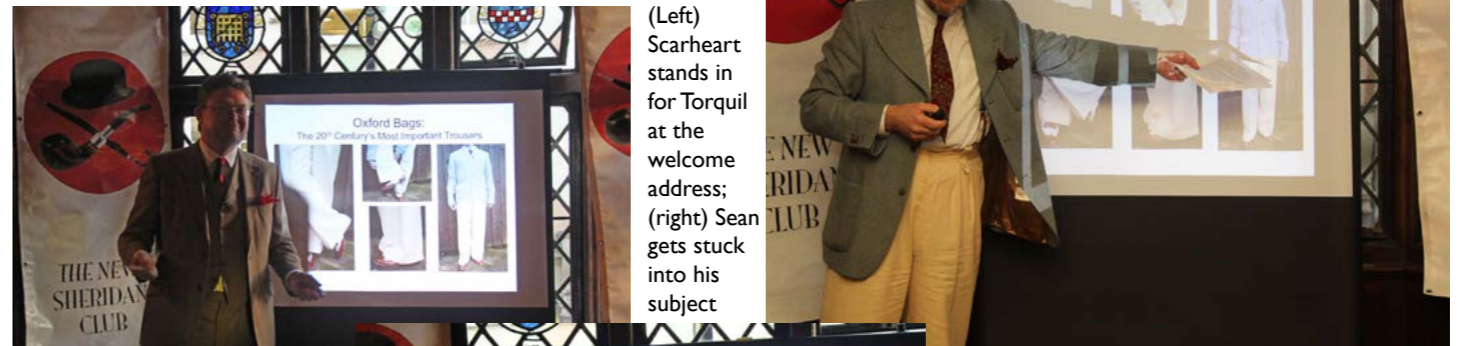 Oxford Bags:
The 20th Century's Most Important Trousers
THE NEW
SHERIDAN
CLUB
(Left)
Scarheart
stands in
for Torquil
at the
welcome
address;
(right) Sean
gets stuck
into his
subject
E NEW
ERIDAN
CLUB